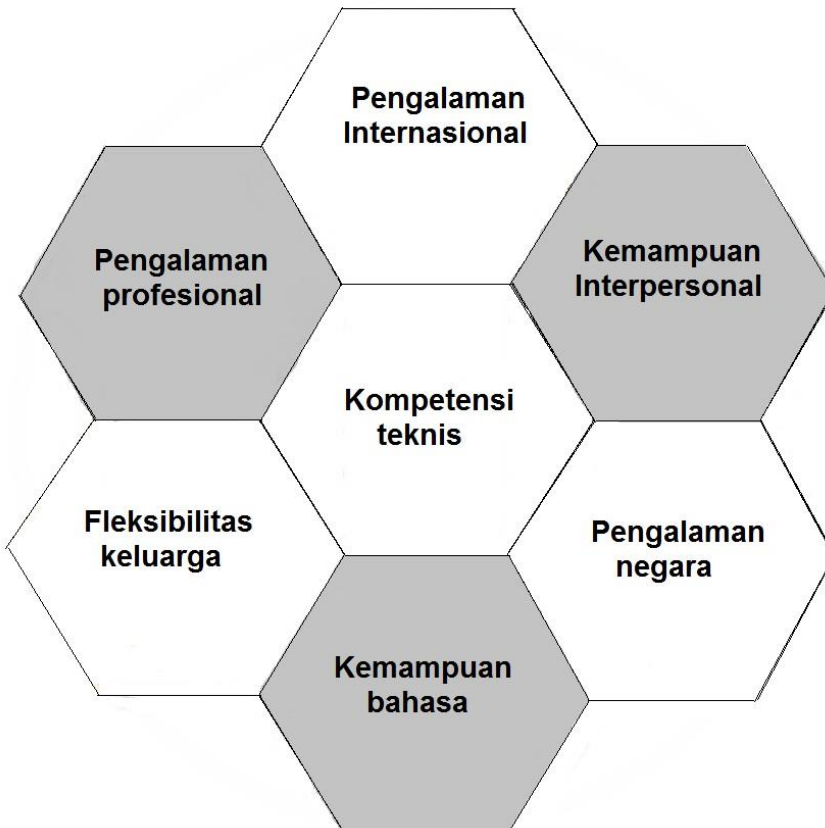 Pengalaman
Internasional
Pengalaman
profesional
Kemampuan
Interpersonal
Kompetensi
teknis
Fleksibilitas
keluarga
Pengalaman
negara
Kemampuan
bahasa